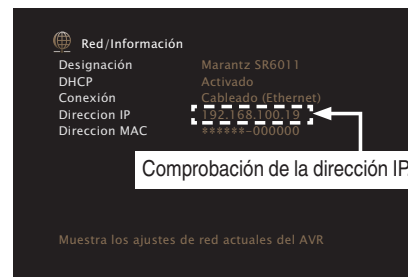 Red/Información
Designación Marantz SR6011
DHCP Activado
Conexión Cableado (Ethernet)
Direccion IP 192.168.100.19
Direccion MAC ******-000000
Comprobación de la dirección IP.
Muestra los ajustes de red actuales del AVR